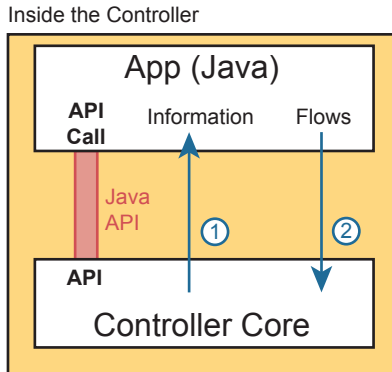 Inside the Controller
App (Java)
API
Call
Information
Flows
Java
API
1
2
API
Controller Core